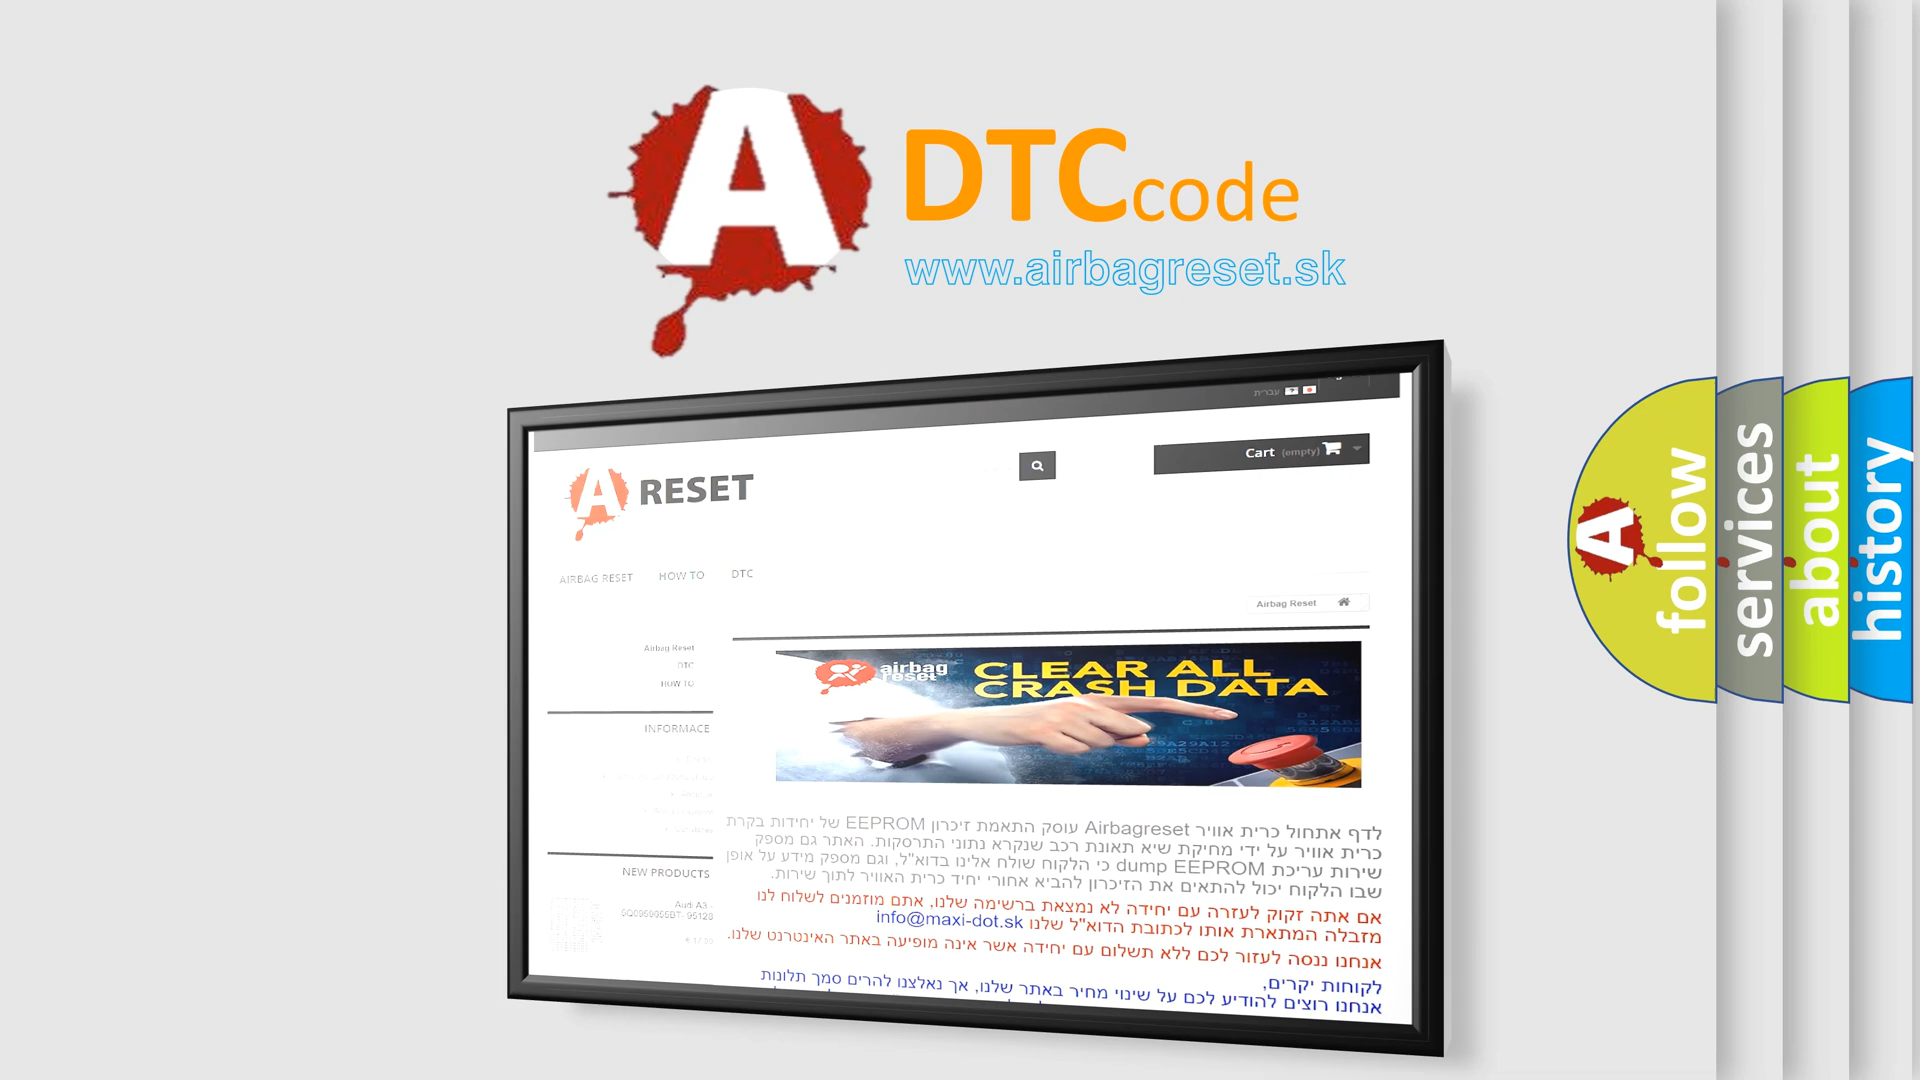 A
DTCcode
www.airbagreset.sk
עברית
Cart (empty)
A RESET
AIRBAG RESET HOW TO DTC
Airbag Reset
Airbag Reset
DTC
HOW TO
INFORMACE
NEW PRODUCTS
Audi A3 -
5Q0959655BT- 95128
airbag
reset
CLEAR ALL
CRASH DATA
לדף אתחול כרית אוויר Airbagreset עוסק התאמת זיכרון EEPROM של יחידות בקרת
כרית אוויר על ידי מחיקת שיא תאונת רכב שנקרא נתוני התרסקות. האתר גם מספק
שירות עריכת dump EEPROM כי הלקוח שולח אלינו בדוא"ל, וגם מספק מידע על אופן
שבו הלקוח יכול להתאים את הזיכרון להביא אחורי יחיד כרית האוויר לתוך שירות.
אם אתה זקוק לעזרה עם יחידה לא נמצאת ברשימה שלנו, אתם מוזמנים לשלוח לנו
מזבלה המתארת אותו לכתובת הדוא"ל שלנו info@maxi-dot.sk
אנחנו ננסה לעזור לכם ללא תשלום עם יחידה אשר אינה מופיעה באתר האינטרנט שלנו.
לקוחות יקרים,
אנחנו רוצים להודיע לכם על שינוי מחיר באתר שלנו, אך נאלצנו להרים סמך תלונות
A
follow
services
about
history